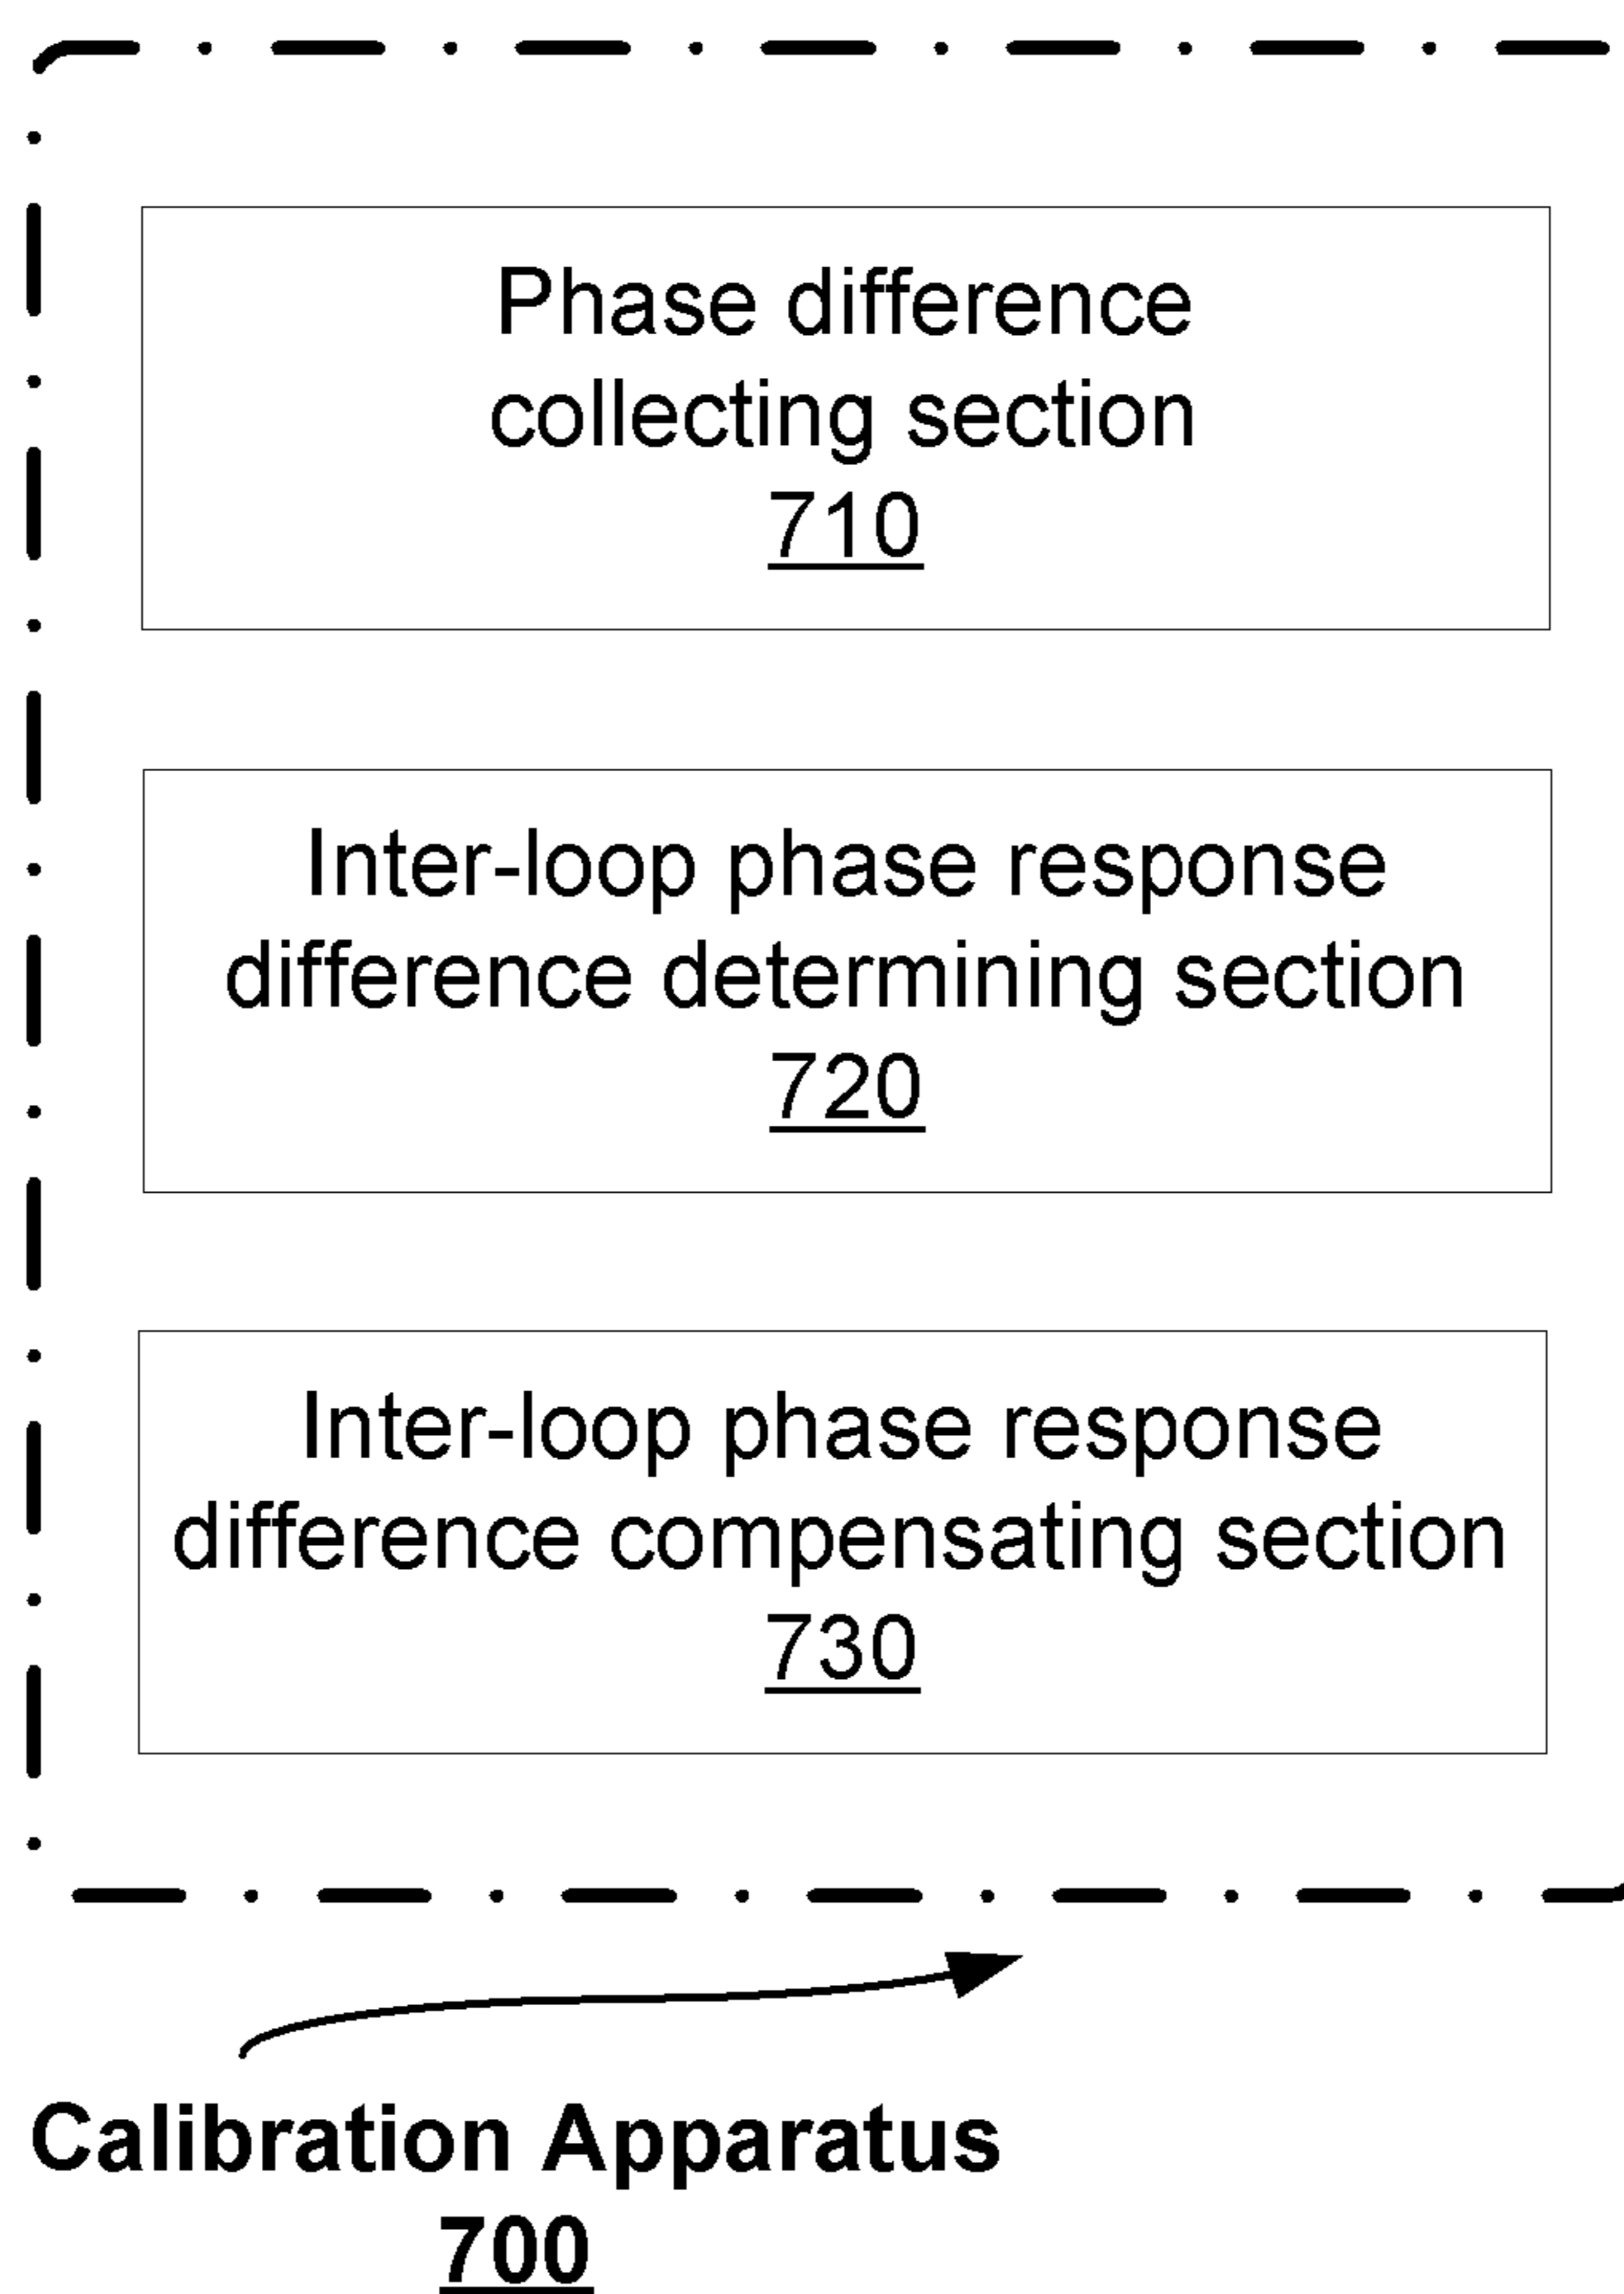 Phase difference
collecting section
710
Inter-loop phase response
difference determining section
720
Inter-loop phase response
difference compensating section
730
Calibration Apparatus
700